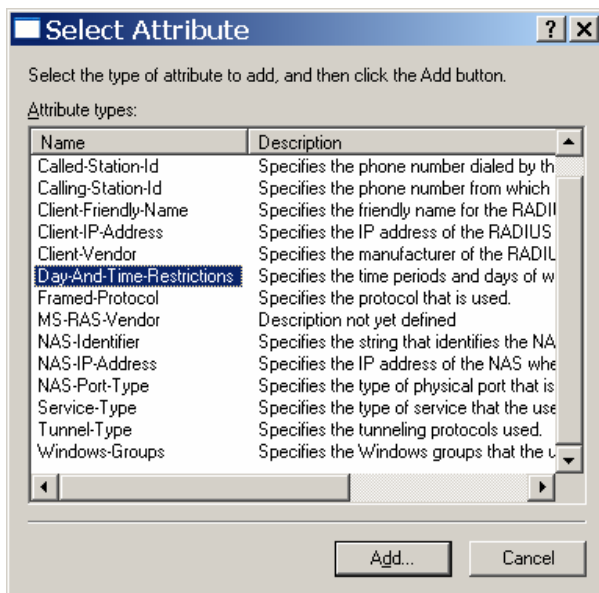 Select Attribute
Select the type of attribute to add, and then click the Add button.
Attribute types:
Name Description
Called-Station-Id Specifies the phone number dialed by th
Calling-Station-Id Specifies the phone number from which
Client-Friendly-Name Specifies the friendly name for the RADI
Client-IP-Address Specifies the IP address of the RADIUS
Client-Vendor Specifies the manufacturer of the RADIU
Day-And-Time-Restrictions Specifies the time periods and days of w
Framed-Protocol Specifies the protocol that is used.
MS-RAS-Vendor Description not yet defined
NAS-Identifier Specifies the string that identifies the NA
NAS-IP-Address Specifies the IP address of the NAS whe
NAS-Port-Type Specifies the type of physical port that is
Service-Type Specifies the type of service that the use
Tunnel-Type Specifies the tunneling protocols used.
Windows-Groups Specifies the Windows groups that the u
Add... Cancel